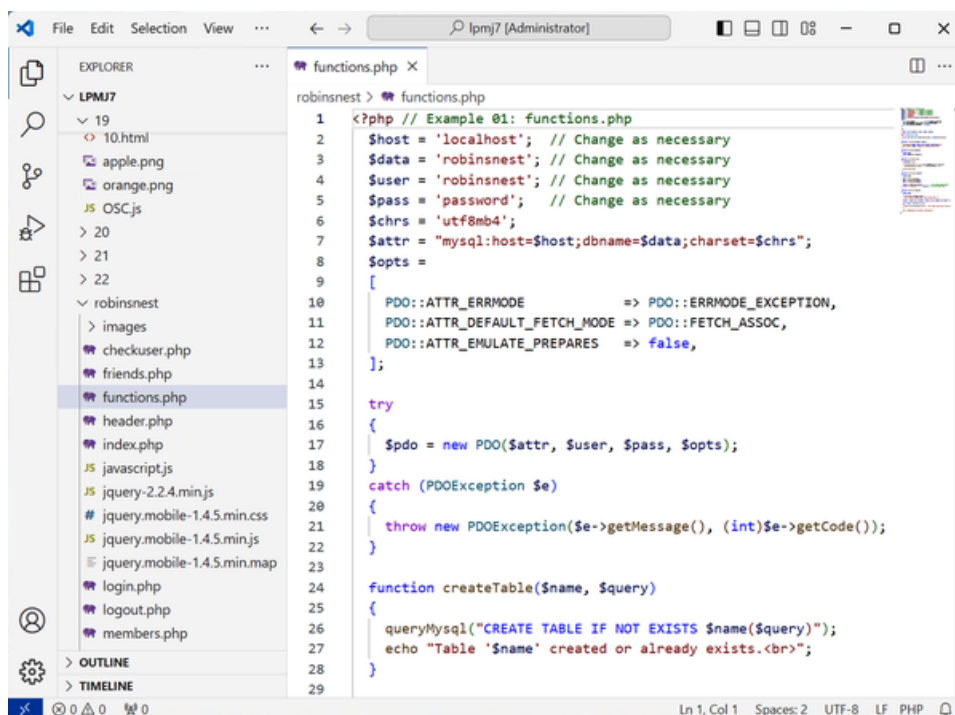 File Edit Selection View ··· lpmj7 [Administrator]
EXPLORER ···
LPMJ7
19
10.html
apple.png
orange.png
JS OSC.js
20
21
22
robinsnest
images
checkuser.php
friends.php
functions.php
header.php
index.php
JS javascript.js
JS jquery-2.2.4.min.js
# jquery.mobile-1.4.5.min.css
JS jquery.mobile-1.4.5.min.js
jquery.mobile-1.4.5.min.map
login.php
logout.php
members.php
OUTLINE
TIMELINE
functions.php
robinsnest > functions.php
1 <?php // Example 01: functions.php
2 $host = 'localhost'; // Change as necessary
3 $data = 'robinsnest'; // Change as necessary
4 $user = 'robinsnest'; // Change as necessary
5 $pass = 'password'; // Change as necessary
6 $chrs = 'utf8mb4';
7 $attr = "mysql:host=$host;dbname=$data;charset=$chrs";
8 $opts =
9 [
10 PDO::ATTR_ERRMODE => PDO::ERRMODE_EXCEPTION,
11 PDO::ATTR_DEFAULT_FETCH_MODE => PDO::FETCH_ASSOC,
12 PDO::ATTR_EMULATE_PREPARES => false,
13 ];
14
15 try
16 {
17 $pdo = new PDO($attr, $user, $pass, $opts);
18 }
19 catch (PDOException $e)
20 {
21 throw new PDOException($e->getMessage(), (int)$e->getCode());
22 }
23
24 function createTable($name, $query)
25 {
26 queryMysql("CREATE TABLE IF NOT EXISTS $name($query)");
27 echo "Table '$name' created or already exists.<br>";
28 }
29
0 0 0 Ln 1, Col 1 Spaces: 2 UTF-8 LF PHP